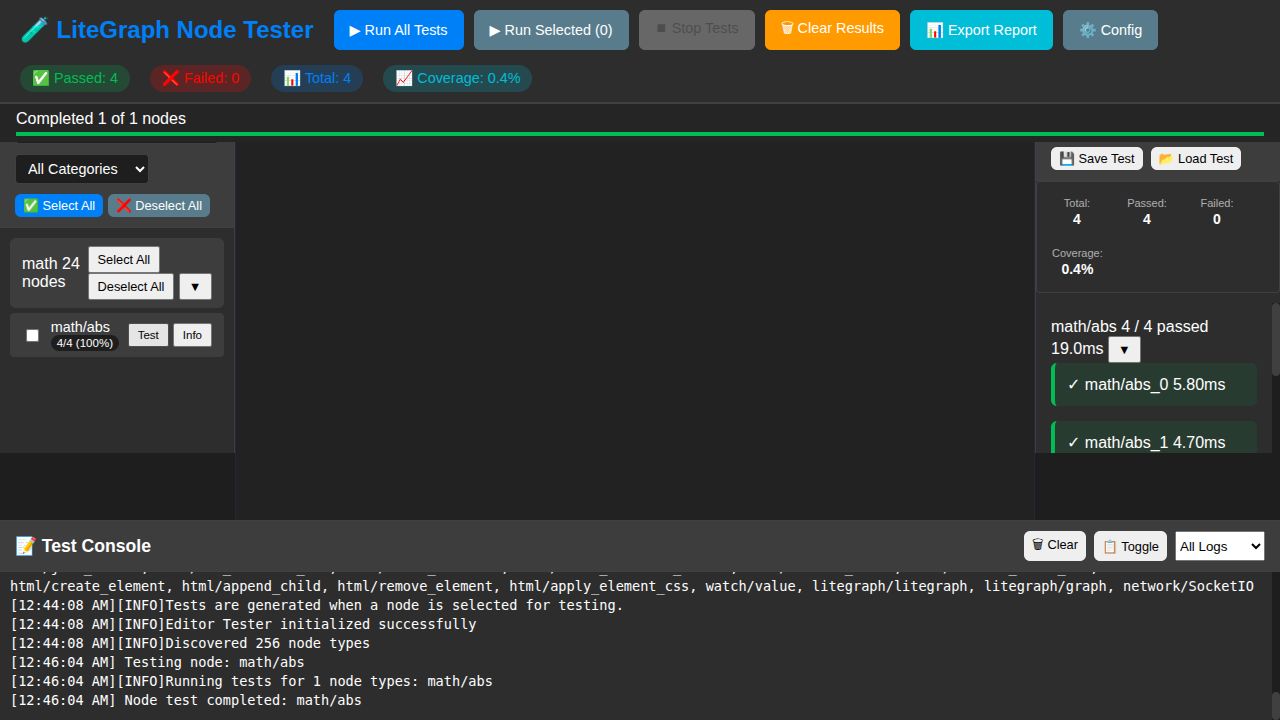 🧪 LiteGraph Node Tester
▶ Run All Tests
▶ Run Selected (0)
⏹ Stop Tests
🗑 Clear Results
📊 Export Report
⚙️ Config
✅ Passed: 4
❌ Failed: 0
📊 Total: 4
📈 Coverage: 0.4%
Completed 1 of 1 nodes
All Categories
✅ Select All
❌ Deselect All
math 24 nodes
Select All
Deselect All
▼
math/abs
4/4 (100%)
Test
Info
💾 Save Test
📂 Load Test
Total:
4
Passed:
4
Failed:
0
Coverage:
0.4%
math/abs 4 / 4 passed
19.0ms
▼
✓ math/abs_0 5.80ms
✓ math/abs_1 4.70ms
📝 Test Console
🗑 Clear
📋 Toggle
All Logs
html/create_element, html/append_child, html/remove_element, html/apply_element_css, watch/value, litegraph/litegraph, litegraph/graph, network/SocketIO
[12:44:08 AM][INFO]Tests are generated when a node is selected for testing.
[12:44:08 AM][INFO]Editor Tester initialized successfully
[12:44:08 AM][INFO]Discovered 256 node types
[12:46:04 AM] Testing node: math/abs
[12:46:04 AM][INFO]Running tests for 1 node types: math/abs
[12:46:04 AM] Node test completed: math/abs